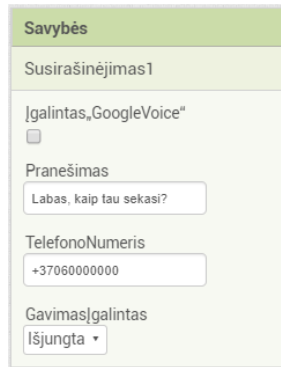 Savybės
Susirašinėjimas1
Įgalintas„GoogleVoice“
Pranešimas
Labas, kaip tau sekasi?
TelefonoNumeris
+37060000000
GavimasĮgalintas
Išjungta